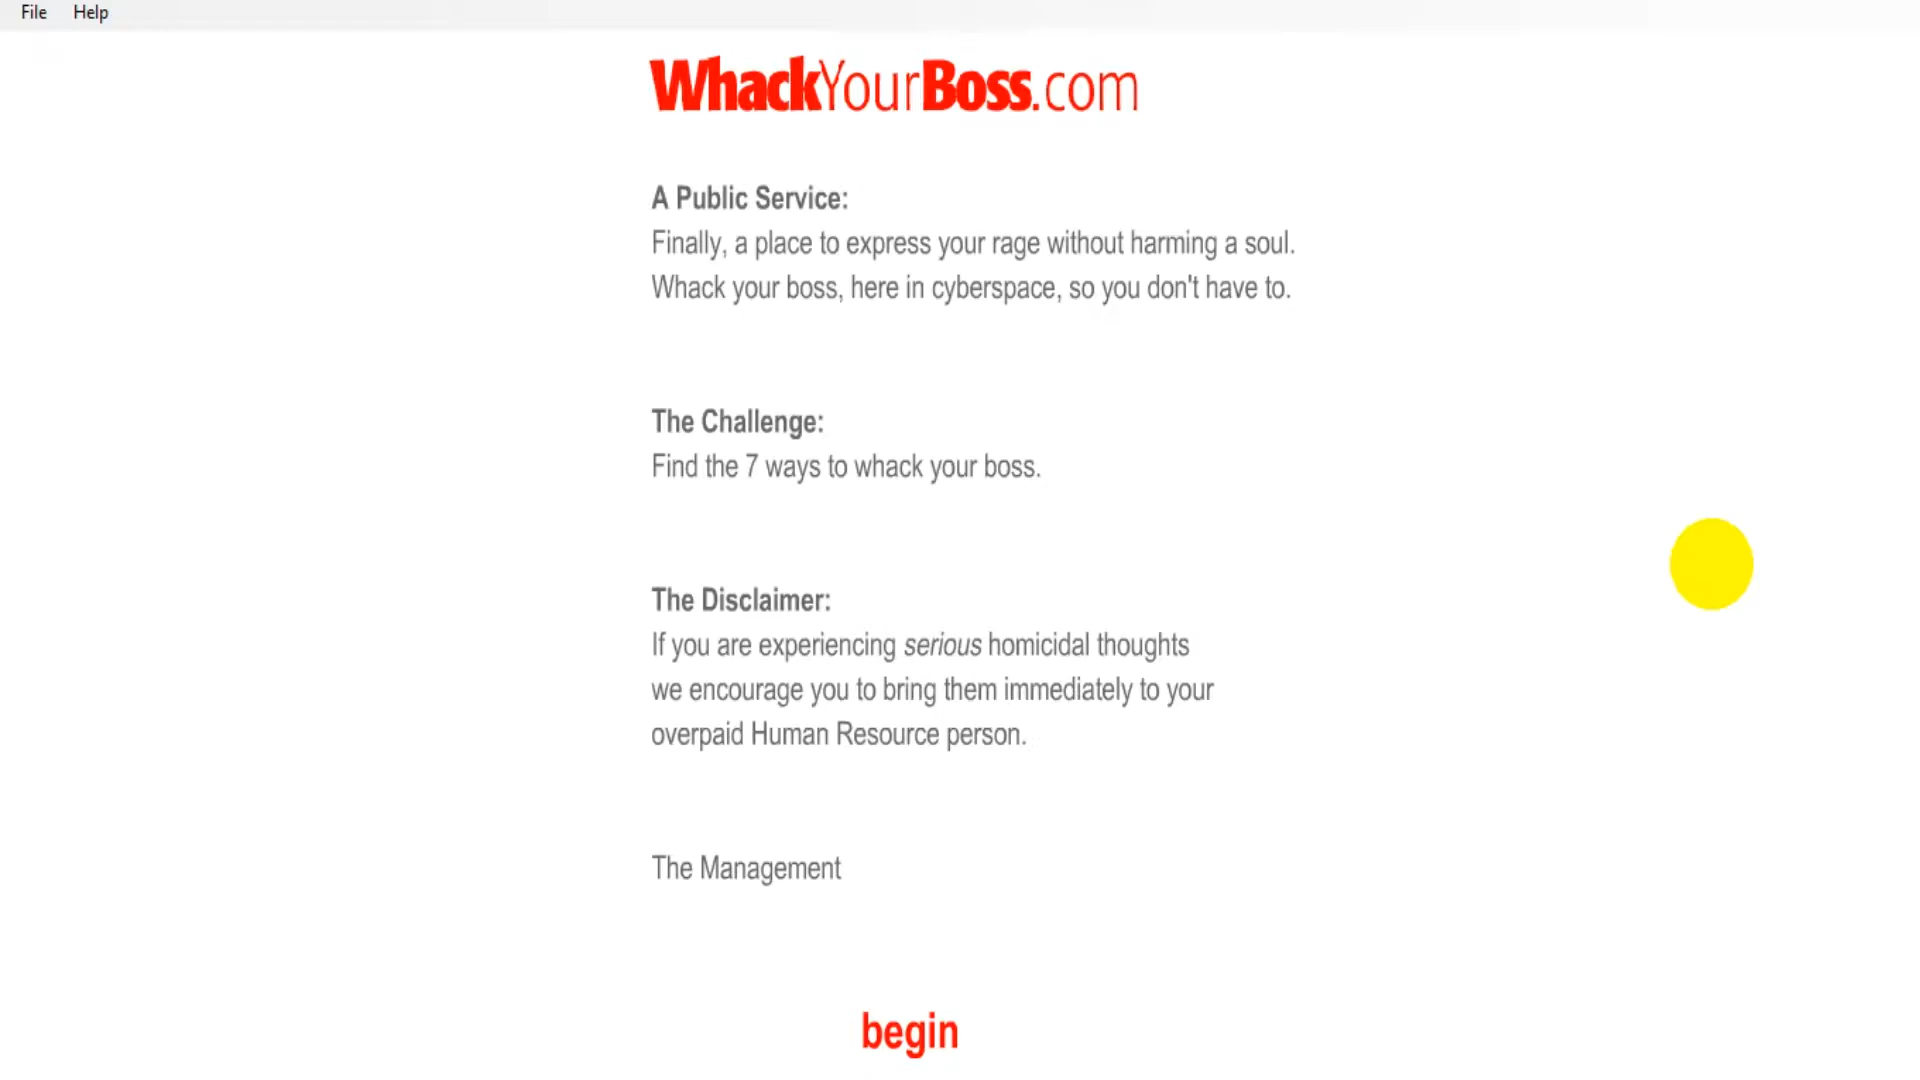 File Help
WhackYourBoss.com
A Public Service:
Finally, a place to express your rage without harming a soul.
Whack your boss, here in cyberspace, so you don't have to.
The Challenge:
Find the 7 ways to whack your boss.
The Disclaimer:
If you are experiencing serious homicidal thoughts
we encourage you to bring them immediately to your
overpaid Human Resource person.
The Management
begin